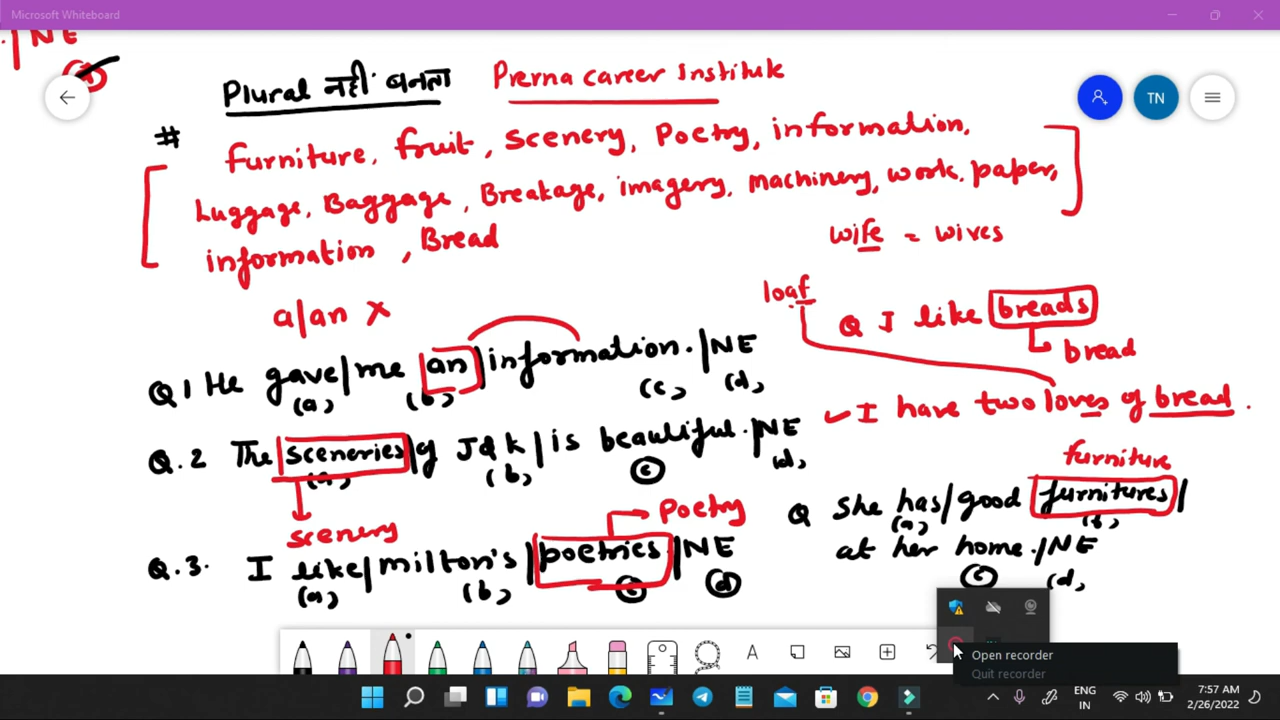 Microsoft Whiteboard
./NE
Plural नहीं बनता Prerna career institute
TN
# furniture, fruit, scenery, Poetry, information,
Luggage, Baggage, Breakage, imagery, machinery, work, paper,
information, Bread
wife = wives
a/an x
loaf
Q I like breads
bread
Q1 He gave/me an/information./NE
(a) (b) (c) (d)
✓ I have two loves of bread.
Q.2 The sceneries/of J&K/is beautiful./NE
(a) (b) (c) (d)
scenery
furniture
Q She has/good furnitures/
(a) (b)
at her home./NE
(c) (d)
Poetry
Q.3. I like/milton's/poetries/NE
(a) (b) (c) (d)
Open recorder
Quit recorder
A
ENG
IN
7:57 AM
2/26/2022